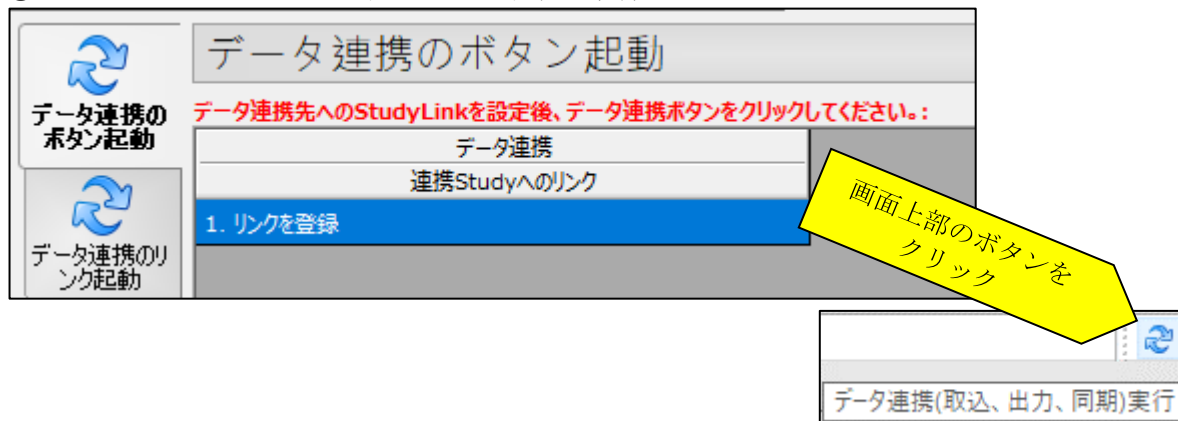 データ連携のボタン起動
データ連携の
ボタン起動
データ連携先へのStudyLinkを設定後、データ連携ボタンをクリックしてください。:
データ連携
連携Studyへのリンク
1. リンクを登録
データ連携のリ
ンク起動
画面上部のボタンを
クリック
データ連携(取込、出力、同期)実行